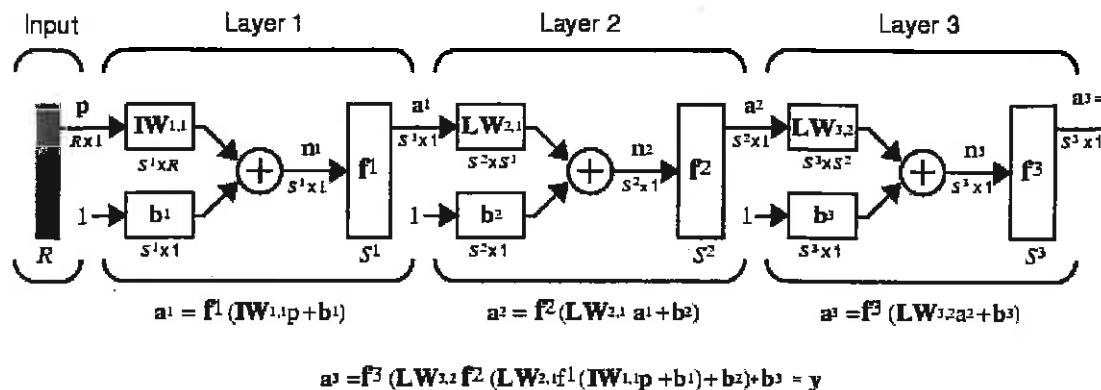 Input Layer 1 Layer 2 Layer 3
p a1 a2 a3=
IW1,1 LW2,1 LW3,2
R×1 S1×1 S2×1 S3×1
S1×R n1 f1 S2×S1 n2 f2 S3×S2 n3 f3
S1×1 S2×1 S3×1
1 b1 1 b2 1 b3
R S1×1 S1 S2×1 S2 S3×1 S3
a1 = f1 (IW1,1p+b1) a2 = f2 (LW2,1 a1+b2) a3 =f3 (LW3,2a2+b3)
a3 =f3 (LW3,2 f2 (LW2,1f1(IW1,1p +b1)+b2)+b3 = y